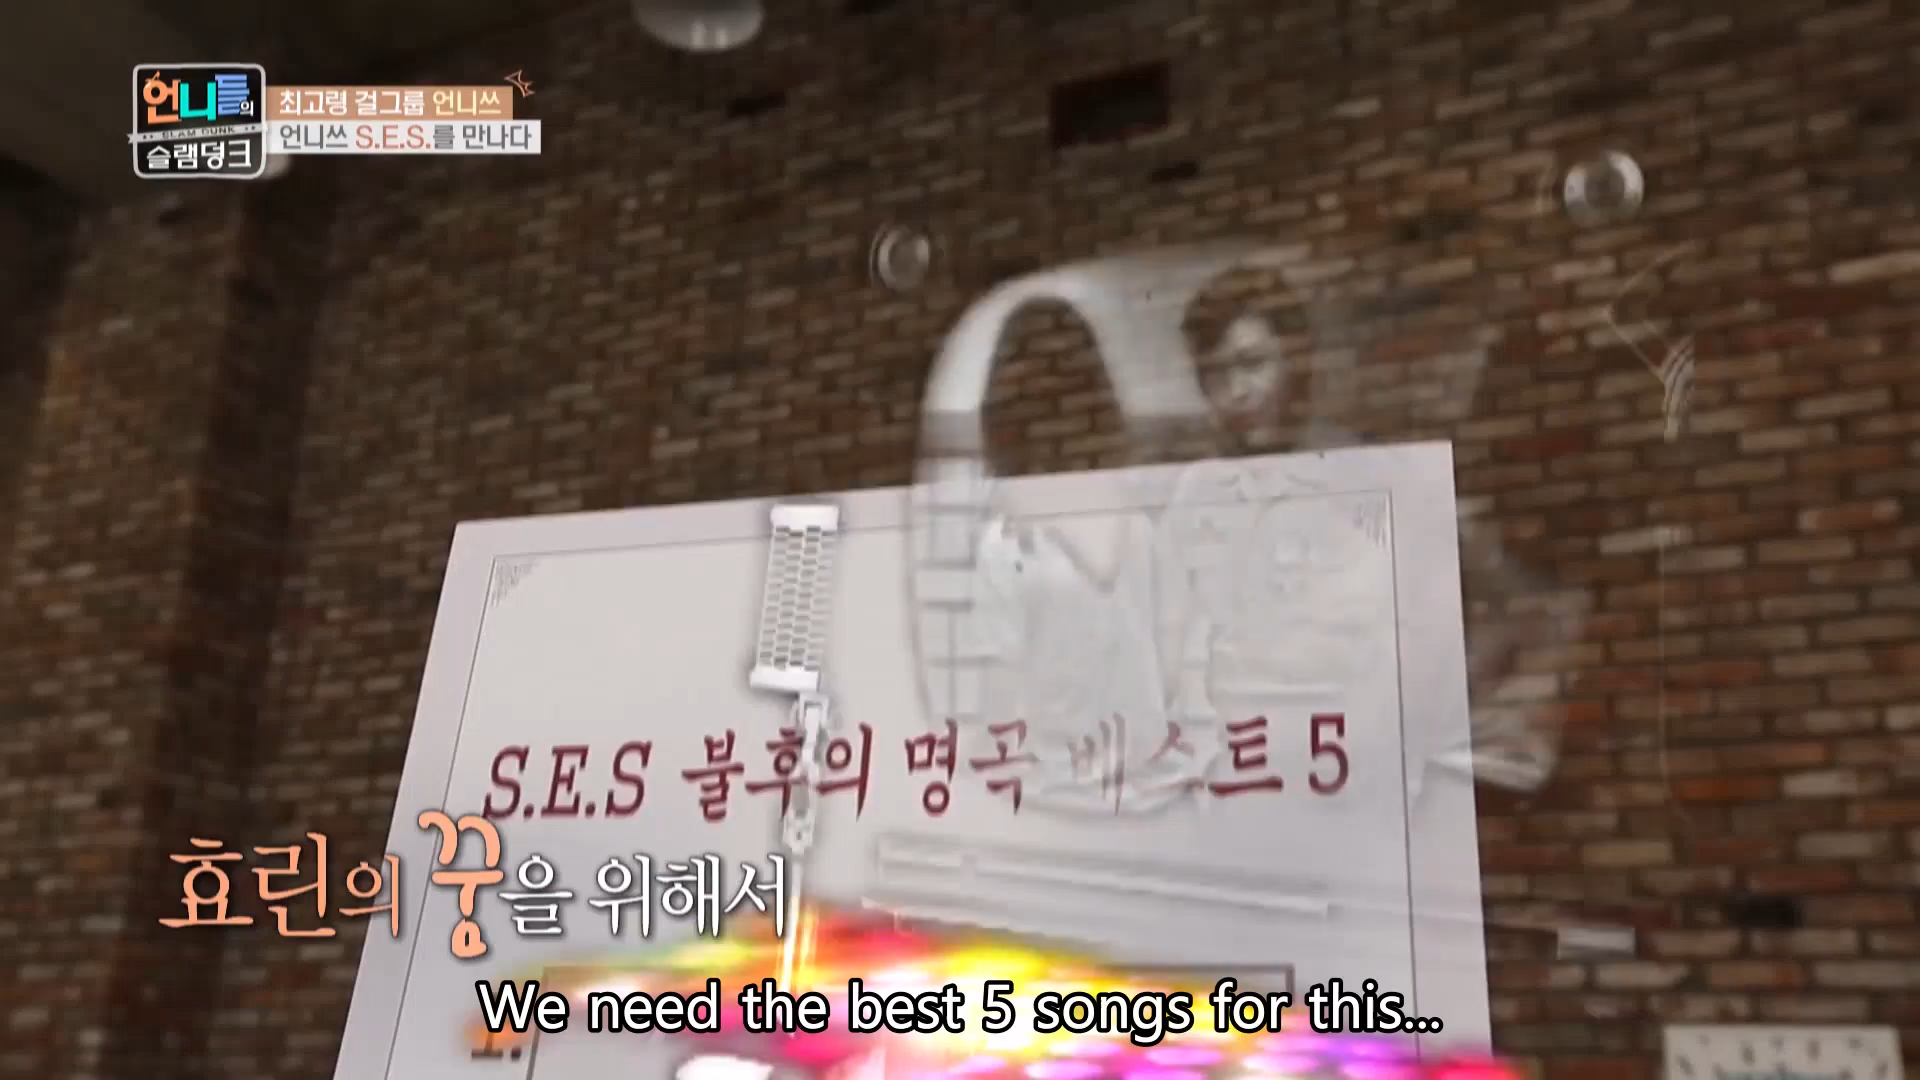 언니들의
SLAM DUNK
슬램덩크
최고령 걸그룹 언니쓰
언니쓰 S.E.S.를 만나다
S.E.S 불후의 명곡 베스트 5
효린의 꿈을 위해서
We need the best 5 songs for this...